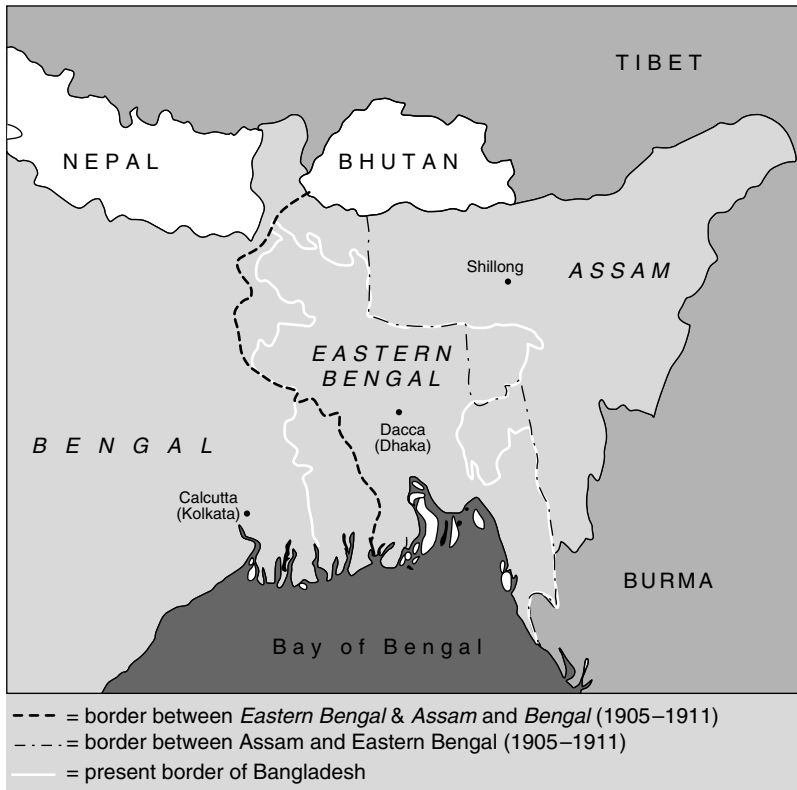 TIBET
NEPAL
BHUTAN
Shillong
ASSAM
EASTERN
BENGAL
Dacca
(Dhaka)
BENGAL
Calcutta
(Kolkata)
BURMA
Bay of Bengal
= border between Eastern Bengal & Assam and Bengal (1905–1911)
= border between Assam and Eastern Bengal (1905–1911)
= present border of Bangladesh